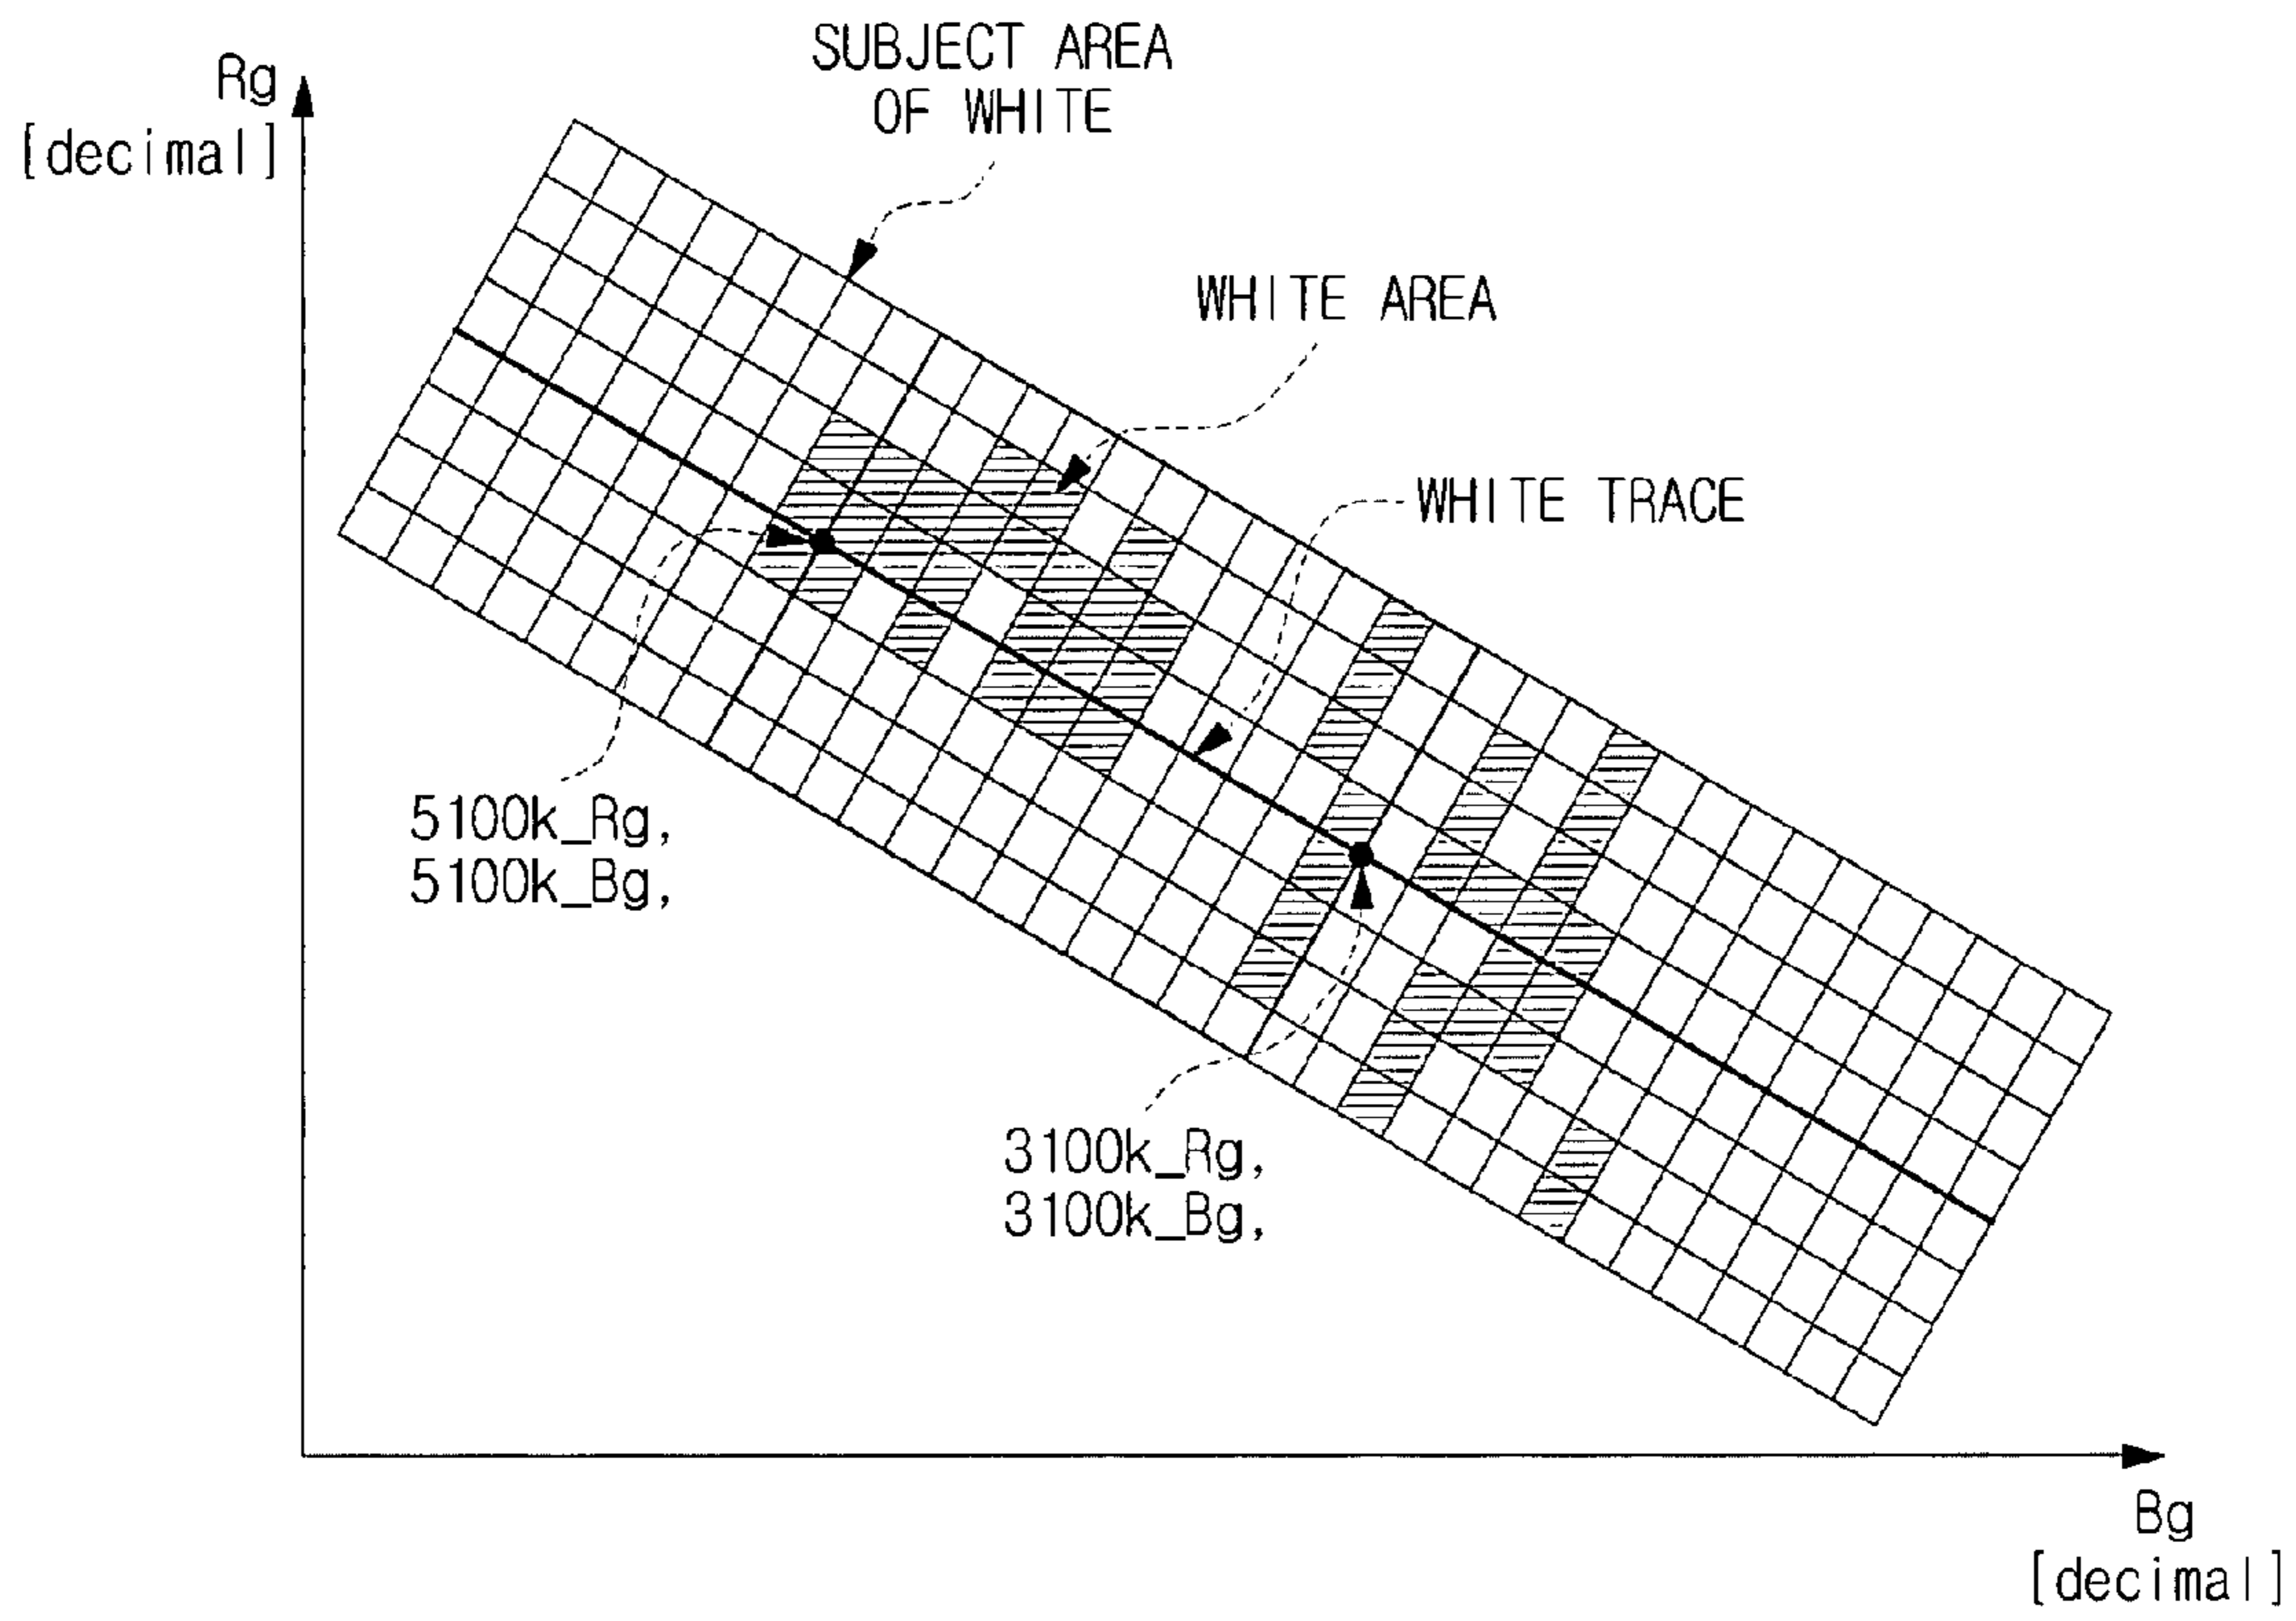 SUBJECT AREA
OF WHITE
Rg
[decimal]
WHITE AREA
WHITE TRACE
5100k_Rg,
5100k_Bg,
3100k_Rg,
3100k_Bg,
Bg
[decimal]